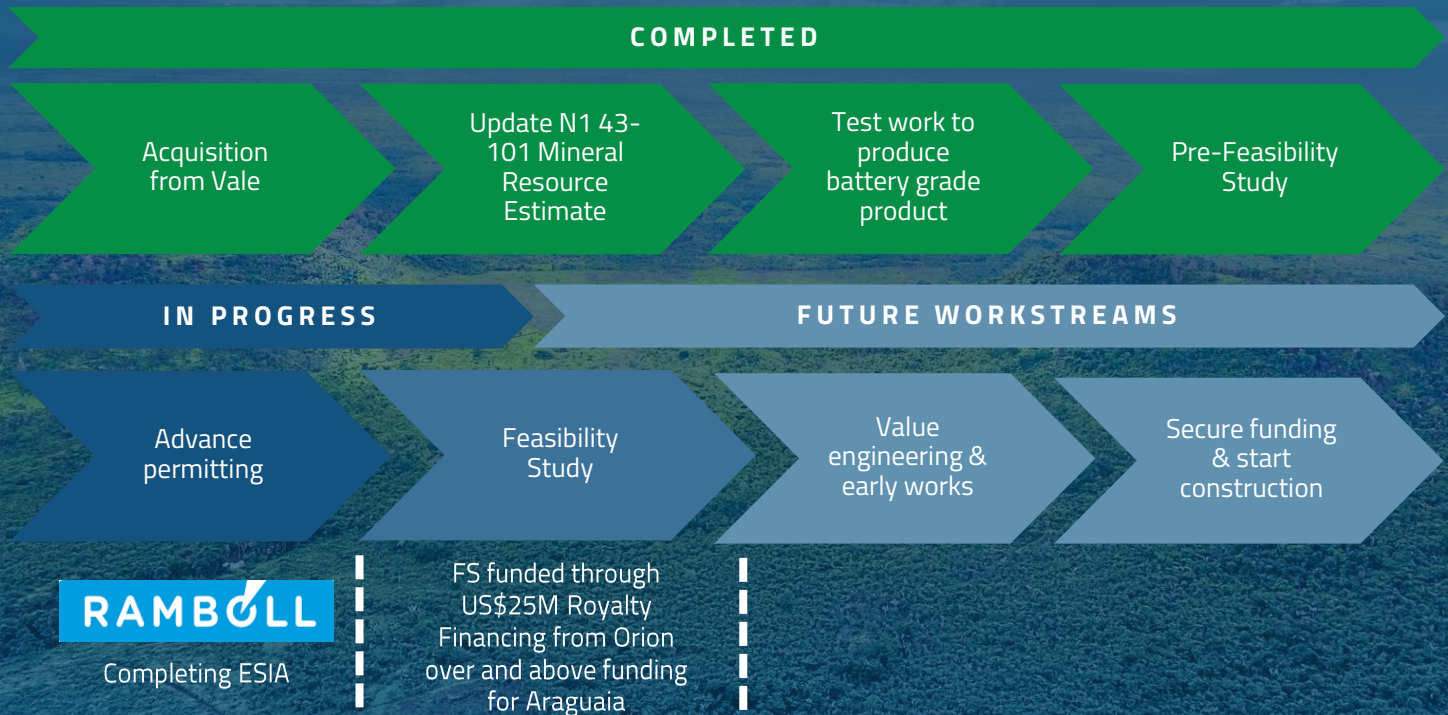 COMPLETED
Acquisition
from Vale
Update N1 43-
101 Mineral
Resource
Estimate
Test work to
produce
battery grade
product
Pre-Feasibility
Study
IN PROGRESS
FUTURE WORKSTREAMS
Advance
permitting
Feasibility
Study
Value
engineering &
early works
Secure funding
& start
construction
RAMBOLL
Completing ESIA
FS funded through
US$25M Royalty
Financing from Orion
over and above funding
for Araguaia